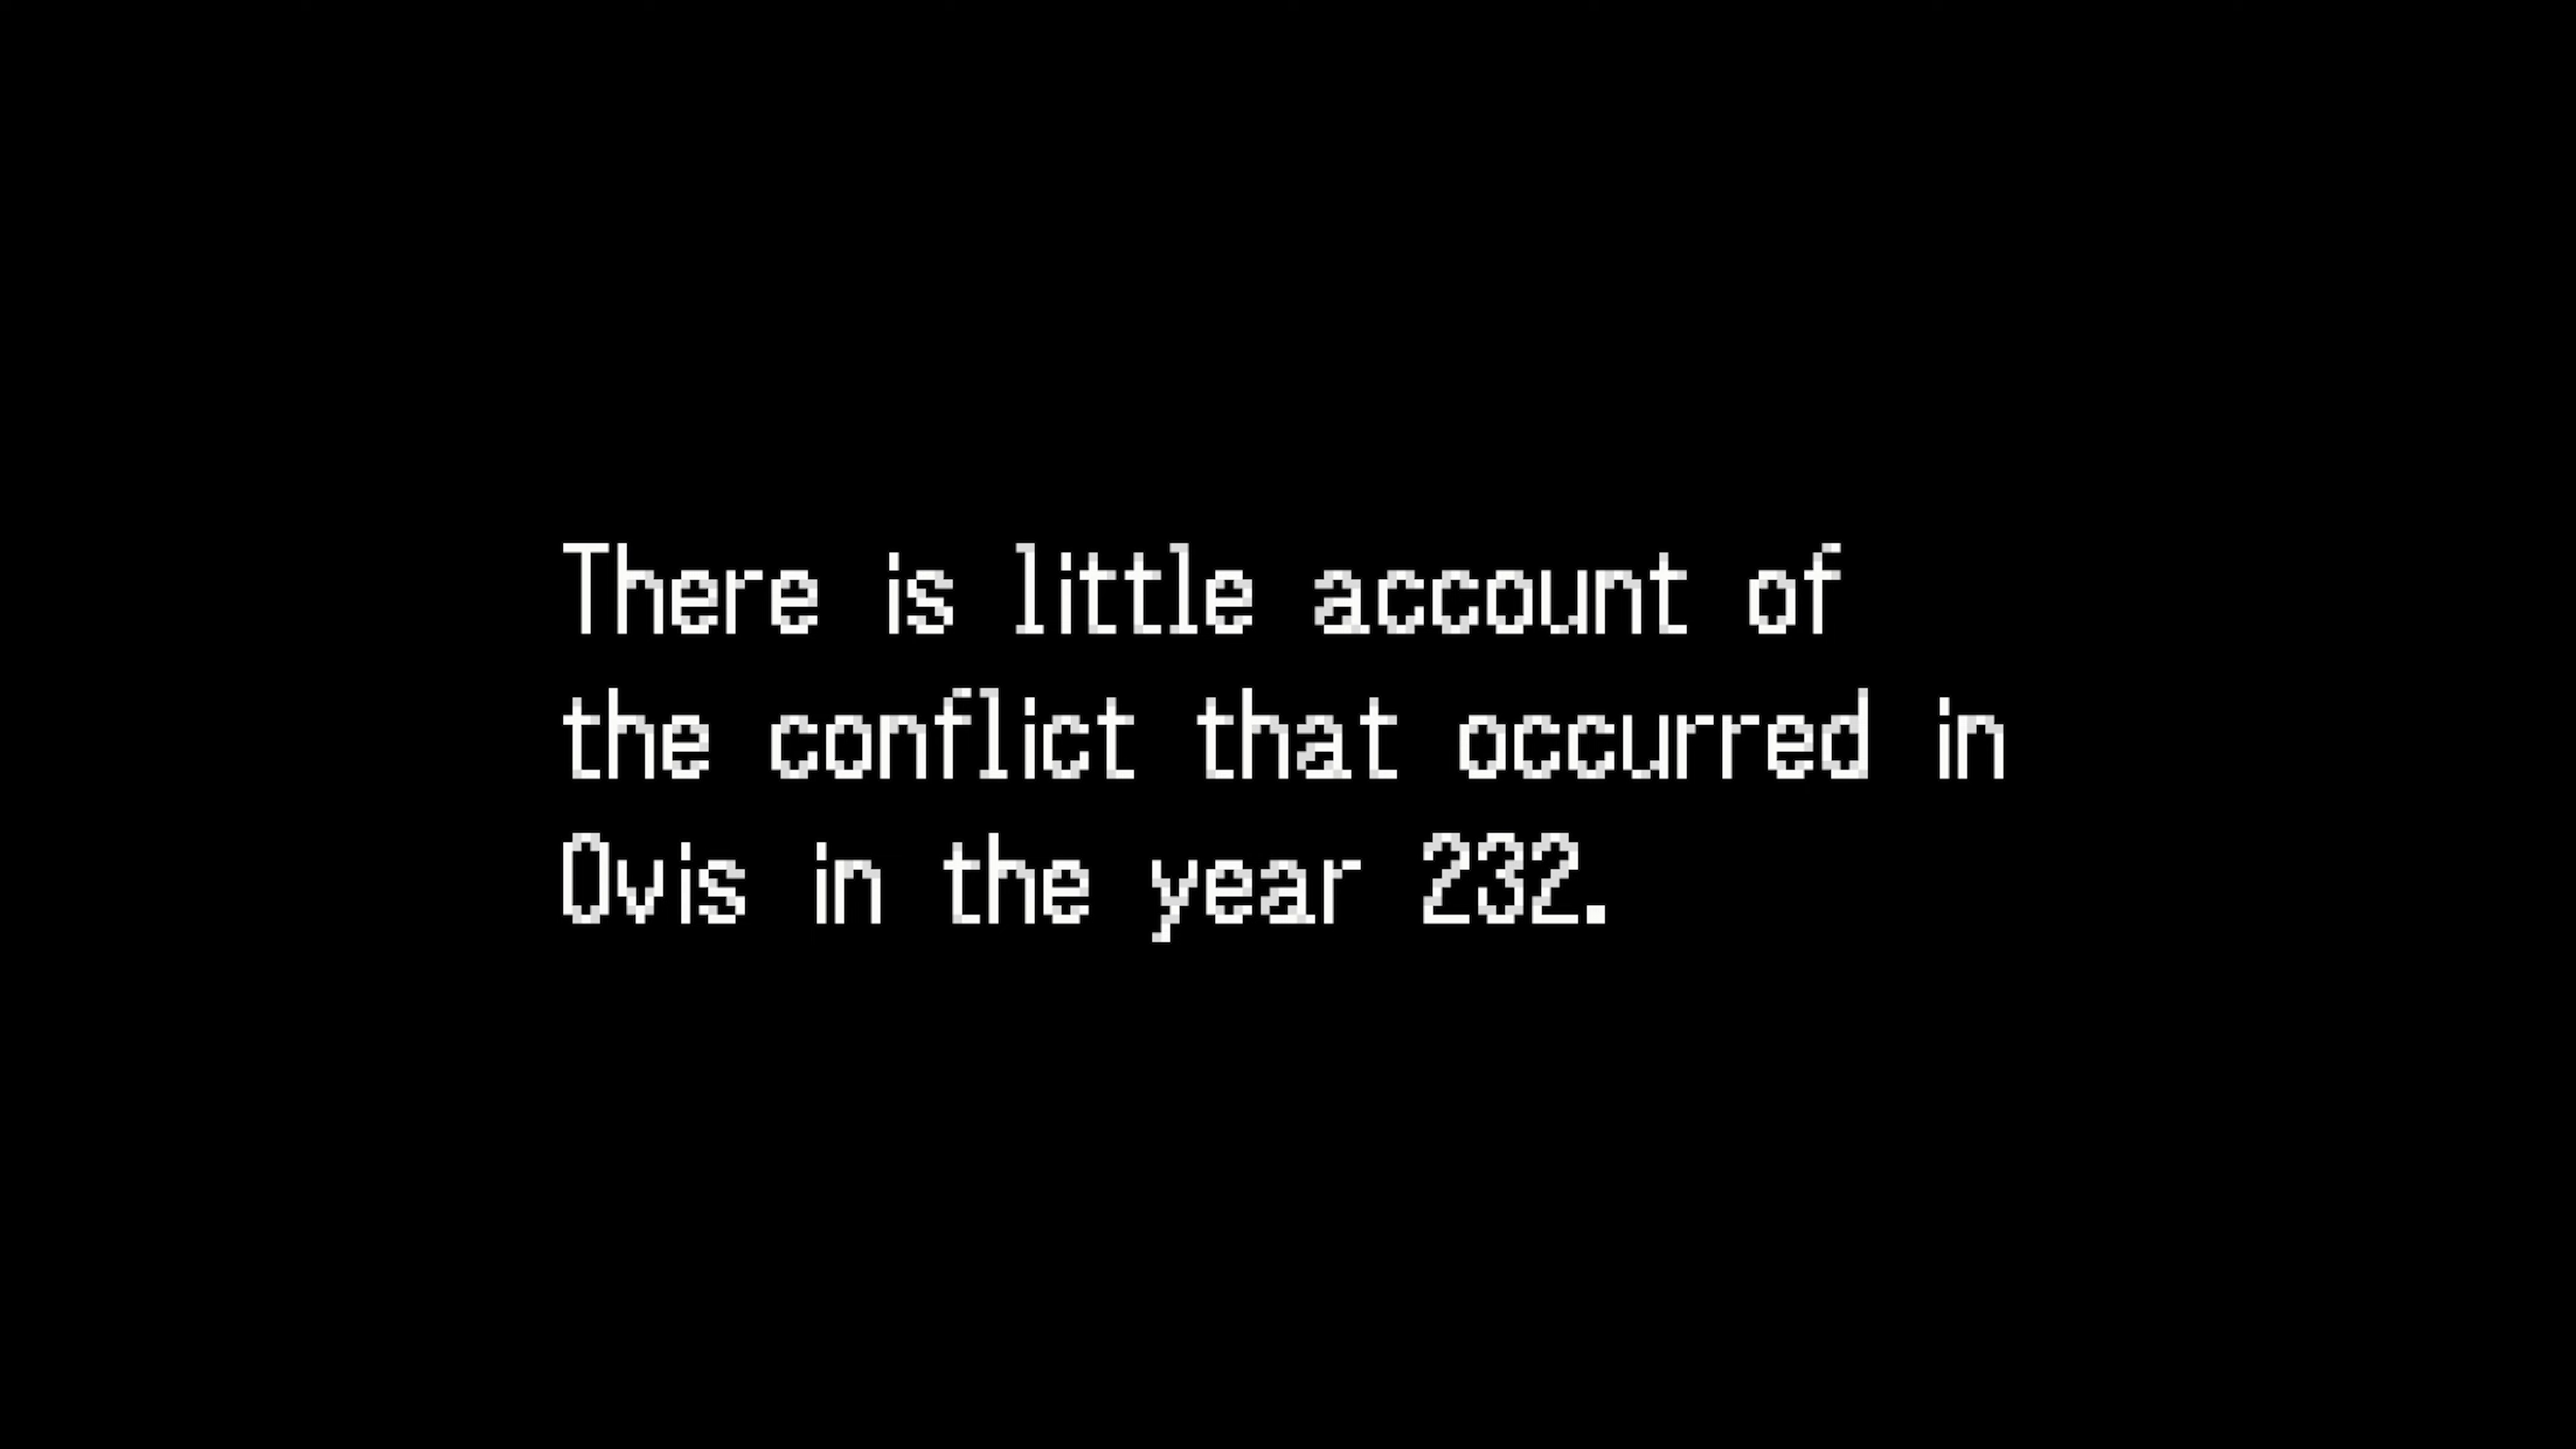 There is little account of
the conflict that occurred in
Ovis in the year 232.